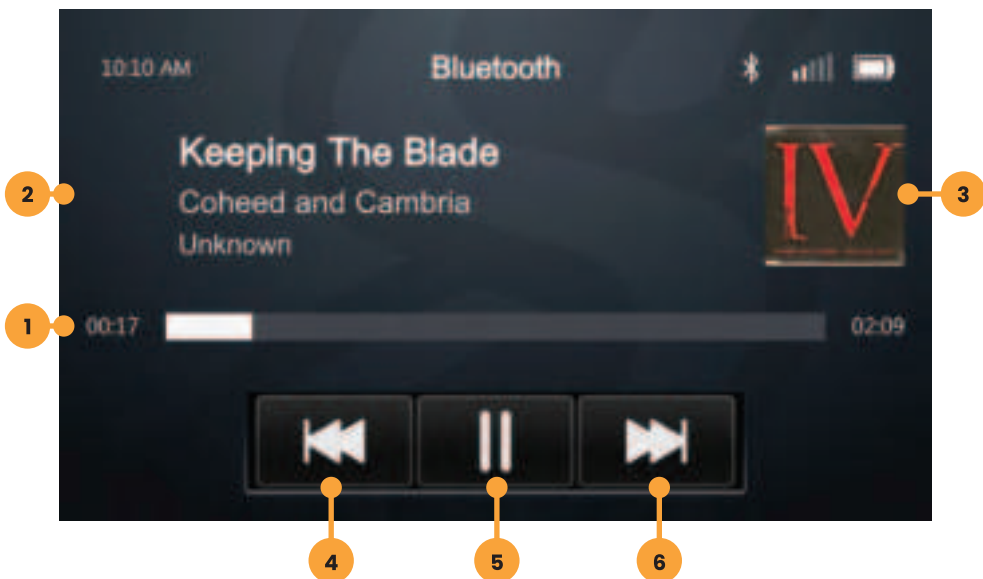 10:10 AM Bluetooth
Keeping The Blade
Coheed and Cambria
Unknown
IV
2
3
1
00:17 02:09
4 5 6